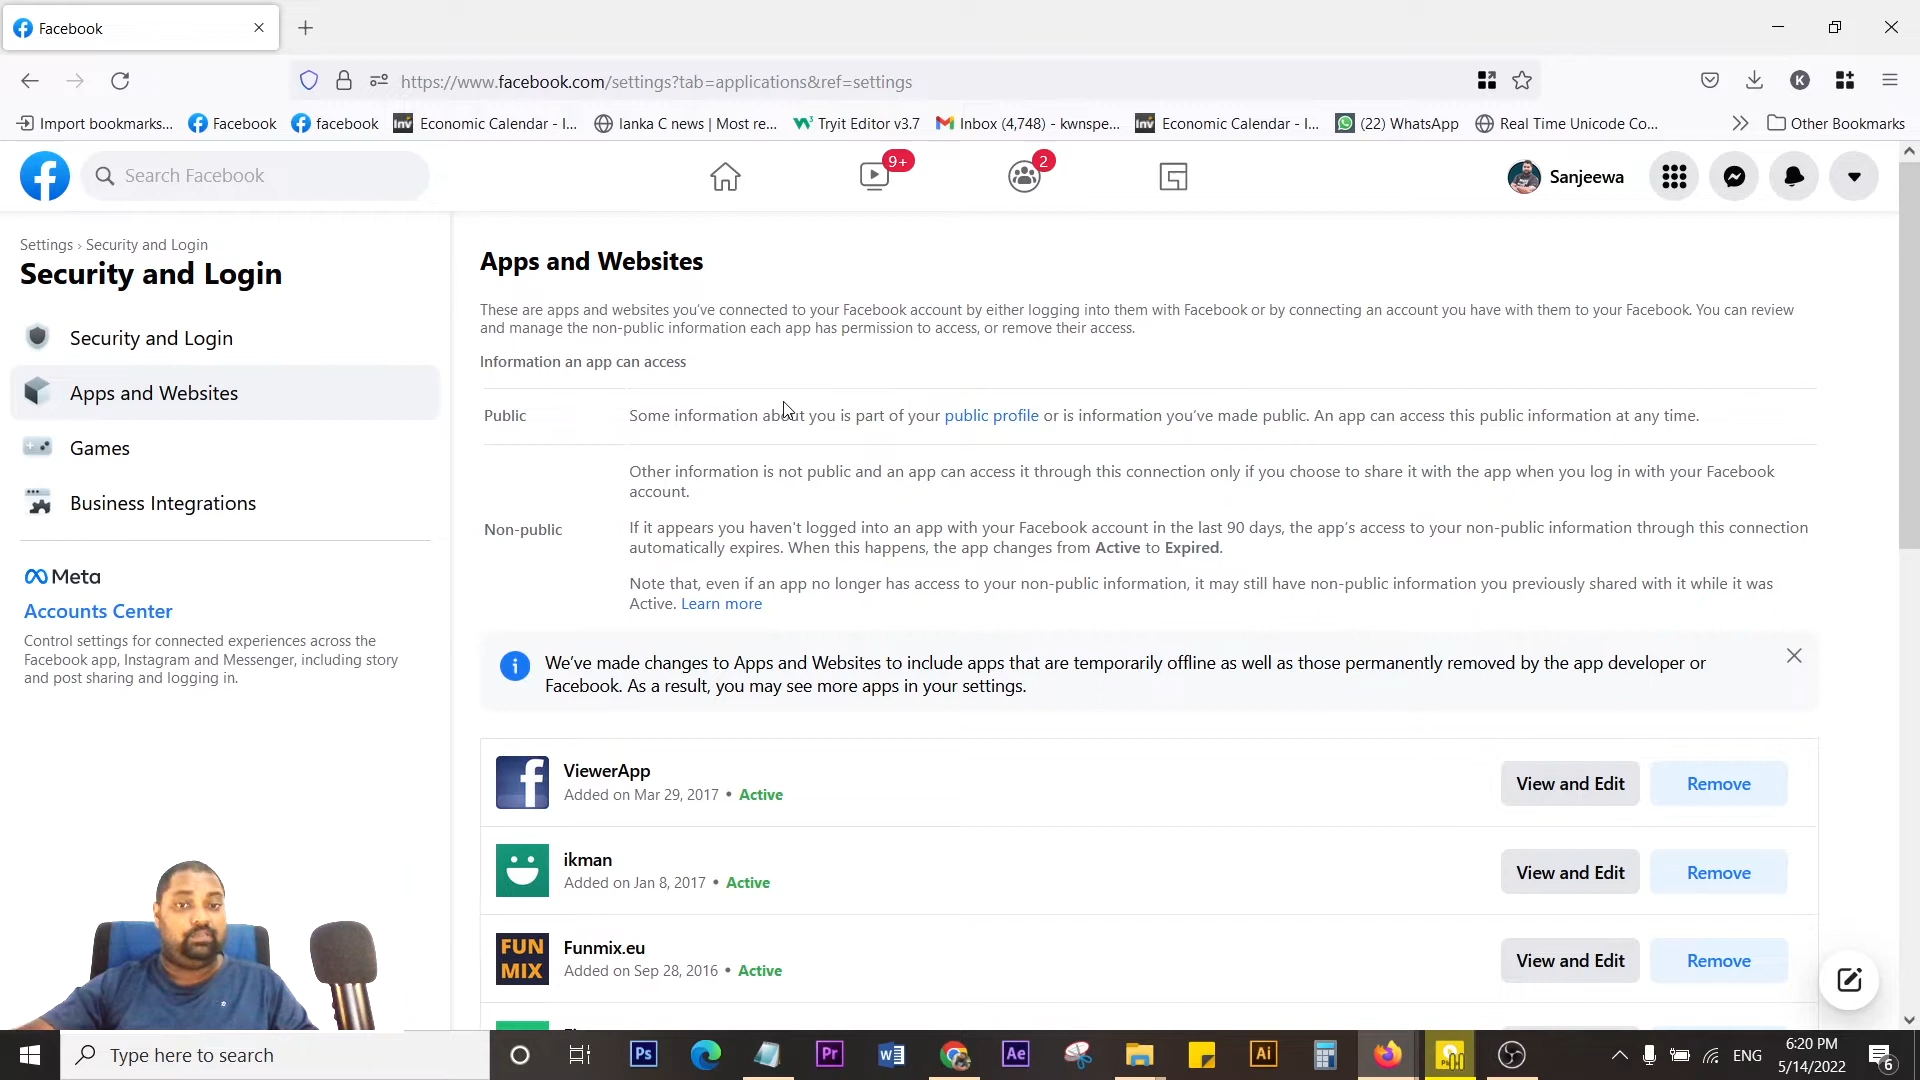 Facebook
https://www.facebook.com/settings?tab=applications&ref=settings
K
Import bookmarks...
Facebook
facebook
Inv
Economic Calendar - I...
lanka C news | Most re...
Tryit Editor v3.7
Inbox (4,748) - kwnspe...
Inv
Economic Calendar - I...
(22) WhatsApp
Real Time Unicode Co...
Other Bookmarks
Search Facebook
9+
2
Sanjeewa
Settings › Security and Login
Security and Login
Security and Login
Apps and Websites
Games
Business Integrations
Meta
Accounts Center
Control settings for connected experiences across the
Facebook app, Instagram and Messenger, including story
and post sharing and logging in.
Apps and Websites
These are apps and websites you've connected to your Facebook account by either logging into them with Facebook or by connecting an account you have with them to your Facebook. You can review
and manage the non-public information each app has permission to access, or remove their access.
Information an app can access
Public
Some information about you is part of your public profile or is information you've made public. An app can access this public information at any time.
Non-public
Other information is not public and an app can access it through this connection only if you choose to share it with the app when you log in with your Facebook
account.
If it appears you haven't logged into an app with your Facebook account in the last 90 days, the app's access to your non-public information through this connection
automatically expires. When this happens, the app changes from Active to Expired.
Note that, even if an app no longer has access to your non-public information, it may still have non-public information you previously shared with it while it was
Active. Learn more
We've made changes to Apps and Websites to include apps that are temporarily offline as well as those permanently removed by the app developer or
Facebook. As a result, you may see more apps in your settings.
ViewerApp
Added on Mar 29, 2017 • Active
View and Edit
Remove
ikman
Added on Jan 8, 2017 • Active
View and Edit
Remove
FUN
MIX
Funmix.eu
Added on Sep 28, 2016 • Active
View and Edit
Remove
Type here to search
Ps
Pr
Ae
Ai
ENG
6:20 PM
5/14/2022
6